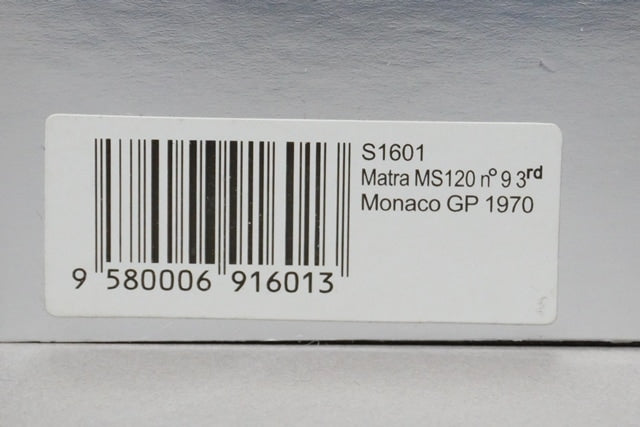 S1601
Matra MS120 nº 9 3rd
Monaco GP 1970
9 580006 916013